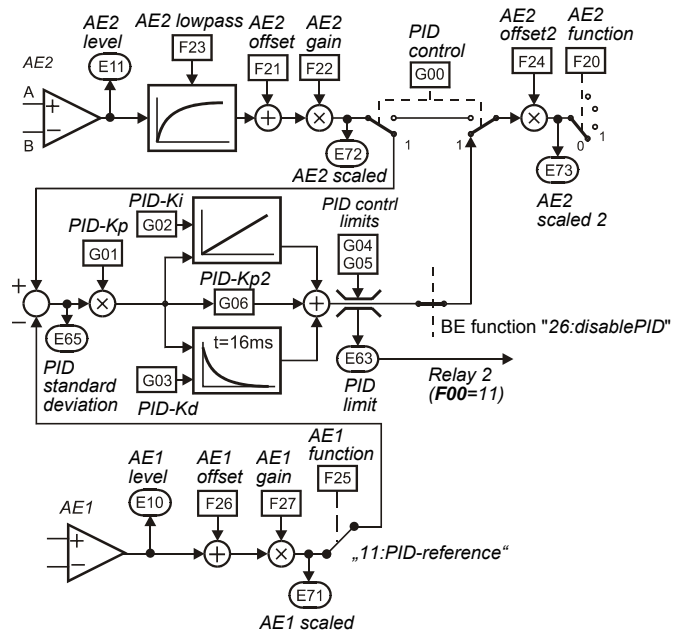 AE2
level
AE2 lowpass
AE2
offset
AE2
gain
PID
control
AE2
offset2
AE2
function
AE2
E11
F23
F21
F22
G00
F24
F20
A
+
−
B
+
×
×
1
1
0
1
E72
AE2 scaled
E73
AE2
scaled 2
PID-Kp
PID-Ki
PID contrl
limits
G01
G02
G04
G05
PID-Kp2
+
−
×
G06
+
BE function "26:disablePID"
E65
t=16ms
E63
PID
standard
deviation
G03
PID-Kd
PID
limit
Relay 2
(F00=11)
AE1
level
AE1
offset
AE1
gain
AE1
function
AE1
E10
F26
F27
F25
+
−
+
×
„11:PID-reference“
E71
AE1 scaled